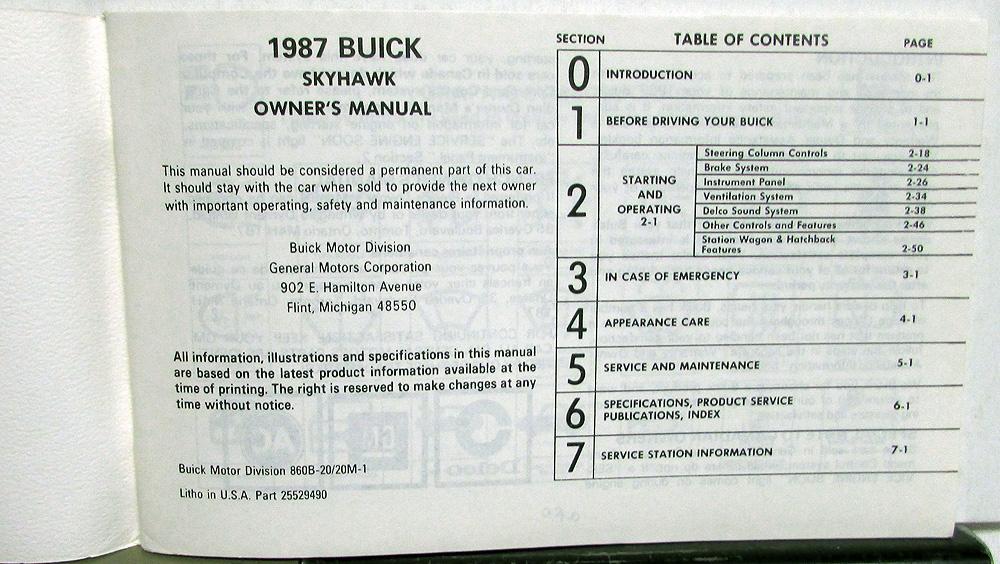 1987 BUICK
SKYHAWK
OWNER'S MANUAL
This manual should be considered a permanent part of this car.
It should stay with the car when sold to provide the next owner
with important operating, safety and maintenance information.
Buick Motor Division
General Motors Corporation
902 E. Hamilton Avenue
Flint, Michigan 48550
All information, illustrations and specifications in this manual
are based on the latest product information available at the
time of printing. The right is reserved to make changes at any
time without notice.
Buick Motor Division 860B-20/20M-1
Litho in U.S.A. Part 25529490
SECTION TABLE OF CONTENTS PAGE
0 INTRODUCTION 0-1
1 BEFORE DRIVING YOUR BUICK 1-1
2 STARTING
AND
OPERATING
2-1
Steering Column Controls 2-18
Brake System 2-24
Instrument Panel 2-26
Ventilation System 2-34
Delco Sound System 2-38
Other Controls and Features 2-46
Station Wagon & Hatchback
Features 2-50
3 IN CASE OF EMERGENCY 3-1
4 APPEARANCE CARE 4-1
5 SERVICE AND MAINTENANCE 5-1
6 SPECIFICATIONS, PRODUCT SERVICE
PUBLICATIONS, INDEX 6-1
7 SERVICE STATION INFORMATION 7-1